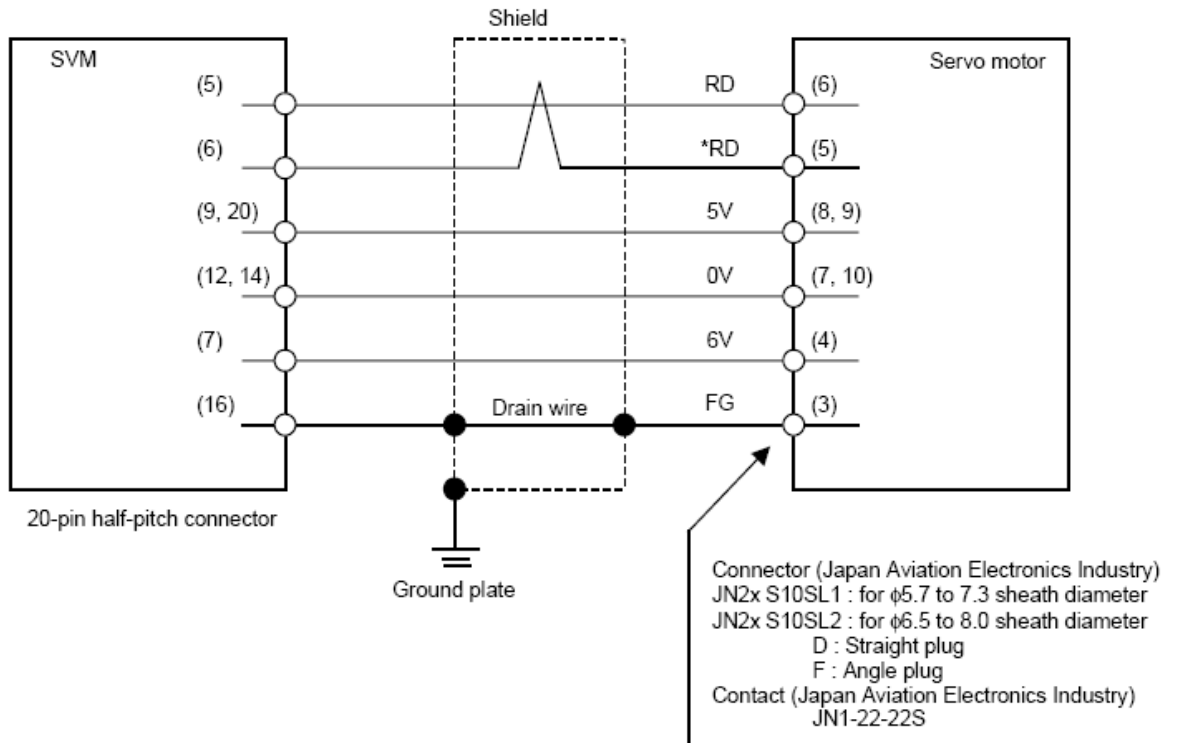 Shield
SVM
Servo motor
(5) RD (6)
(6) *RD (5)
(9, 20) 5V (8, 9)
(12, 14) 0V (7, 10)
(7) 6V (4)
(16) Drain wire FG (3)
20-pin half-pitch connector
Ground plate
Connector (Japan Aviation Electronics Industry)
JN2x S10SL1 : for ϕ5.7 to 7.3 sheath diameter
JN2x S10SL2 : for ϕ6.5 to 8.0 sheath diameter
D : Straight plug
F : Angle plug
Contact (Japan Aviation Electronics Industry)
JN1-22-22S